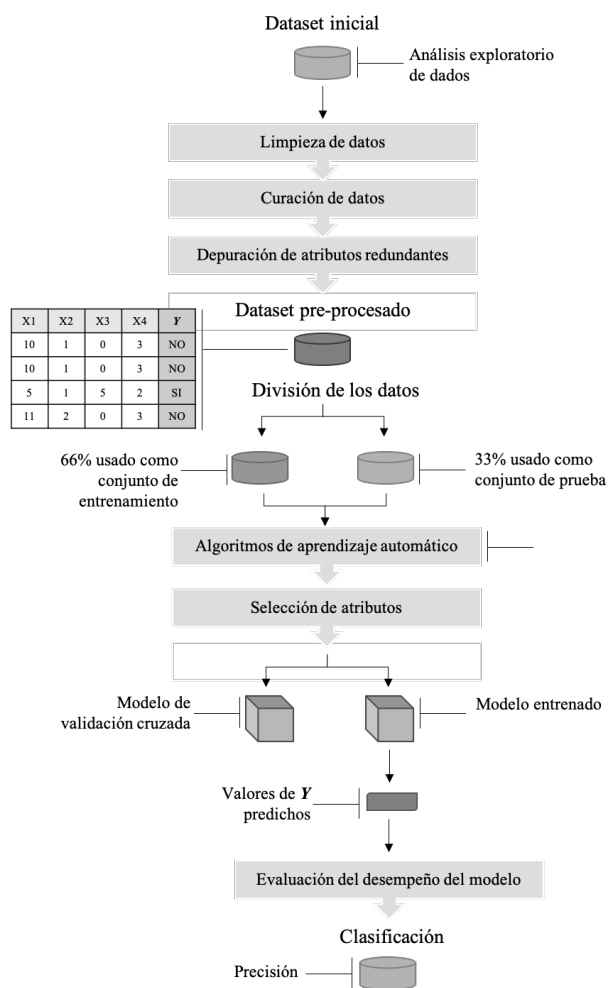 Dataset inicial
Análisis exploratorio
de dados
Limpieza de datos
Curación de datos
Depuración de atributos redundantes
Dataset pre-procesado
X1 X2 X3 X4 Y
10 1 0 3 NO
10 1 0 3 NO
5 1 5 2 SI
11 2 0 3 NO
División de los datos
66% usado como
conjunto de
entrenamiento
33% usado como
conjunto de prueba
Algoritmos de aprendizaje automático
Selección de atributos
Modelo de
validación cruzada
Modelo entrenado
Valores de Y
predichos
Evaluación del desempeño del modelo
Clasificación
Precisión